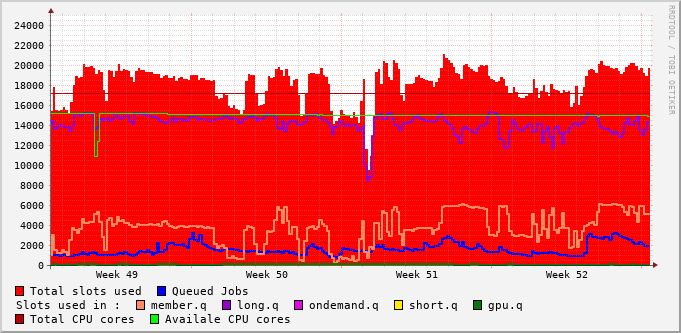 RRDTOOL / TOBI OETIKER
24000
22000
20000
18000
16000
14000
12000
10000
8000
6000
4000
2000
0
Week 49 Week 50 Week 51 Week 52
Total slots used Queued Jobs
Slots used in : member.q long.q ondemand.q short.q gpu.q
Total CPU cores Availale CPU cores